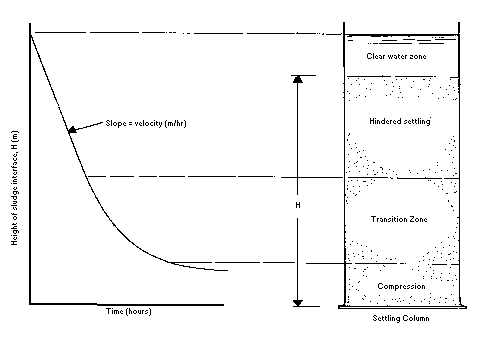 Clear water zone
Hindered settling
Slope = velocity (m/hr)
Height of sludge interface, H (m)
H
Transition Zone
Compression
Time (hours)
Settling Column